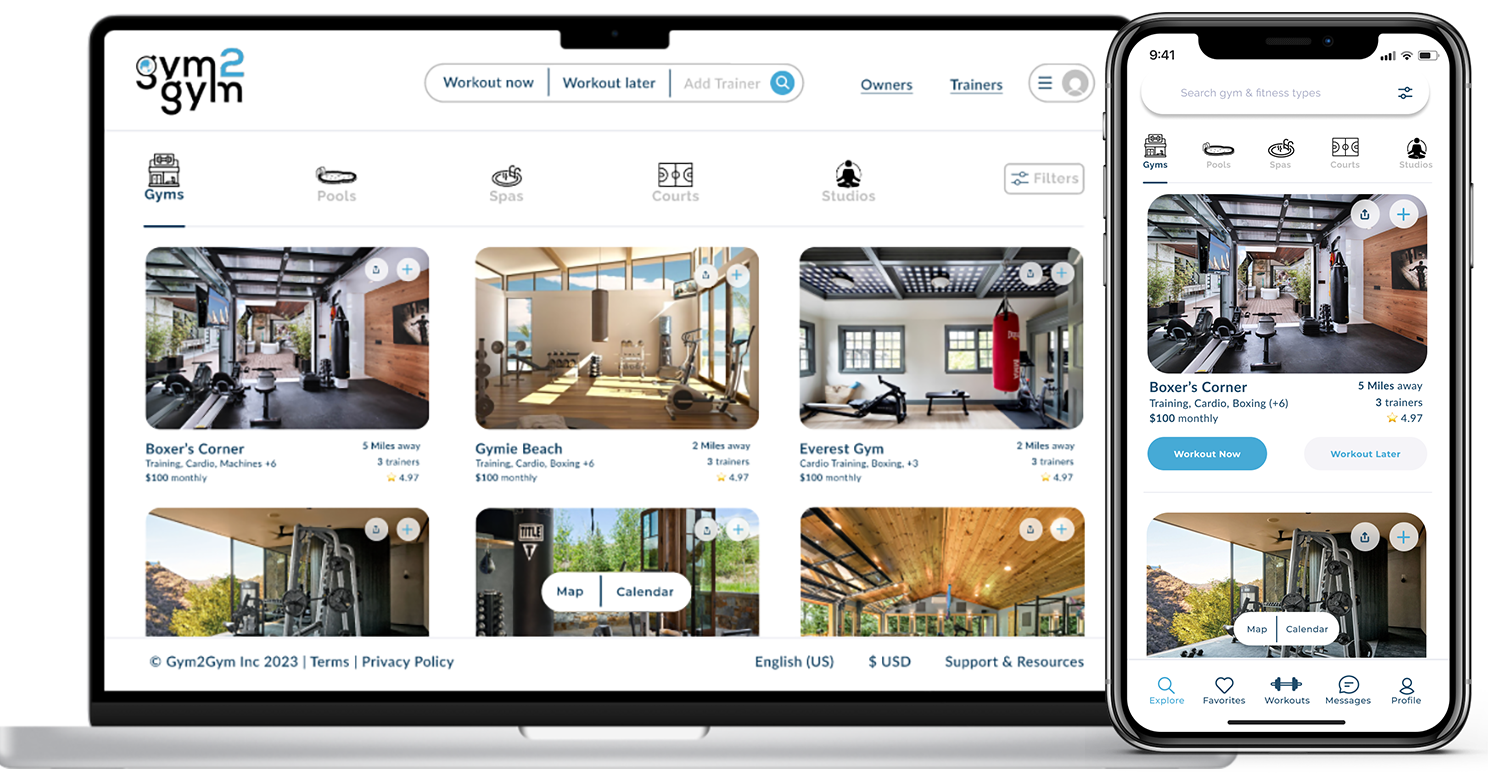 gym2
gym
Workout now
Workout later
Add Trainer
Owners
Trainers
Gyms
Pools
Spas
Courts
Studios
Filters
Boxer's Corner
5 Miles away
Training, Cardio, Machines +6
3 trainers
$100 monthly
4.97
Gymie Beach
2 Miles away
Training, Cardio, Boxing +6
3 trainers
$100 monthly
4.97
Everest Gym
2 Miles away
Cardio Training, Boxing, +3
3 trainers
$100 monthly
4.97
TITLE
Map
Calendar
© Gym2Gym Inc 2023 | Terms | Privacy Policy
English (US)
$ USD
Support & Resources
9:41
Search gym & fitness types
Gyms
Pools
Spas
Courts
Studios
Boxer's Corner
5 Miles away
Training, Cardio, Boxing (+6)
3 trainers
$100 monthly
4.97
Workout Now
Workout Later
Map
Calendar
Explore
Favorites
Workouts
Messages
Profile